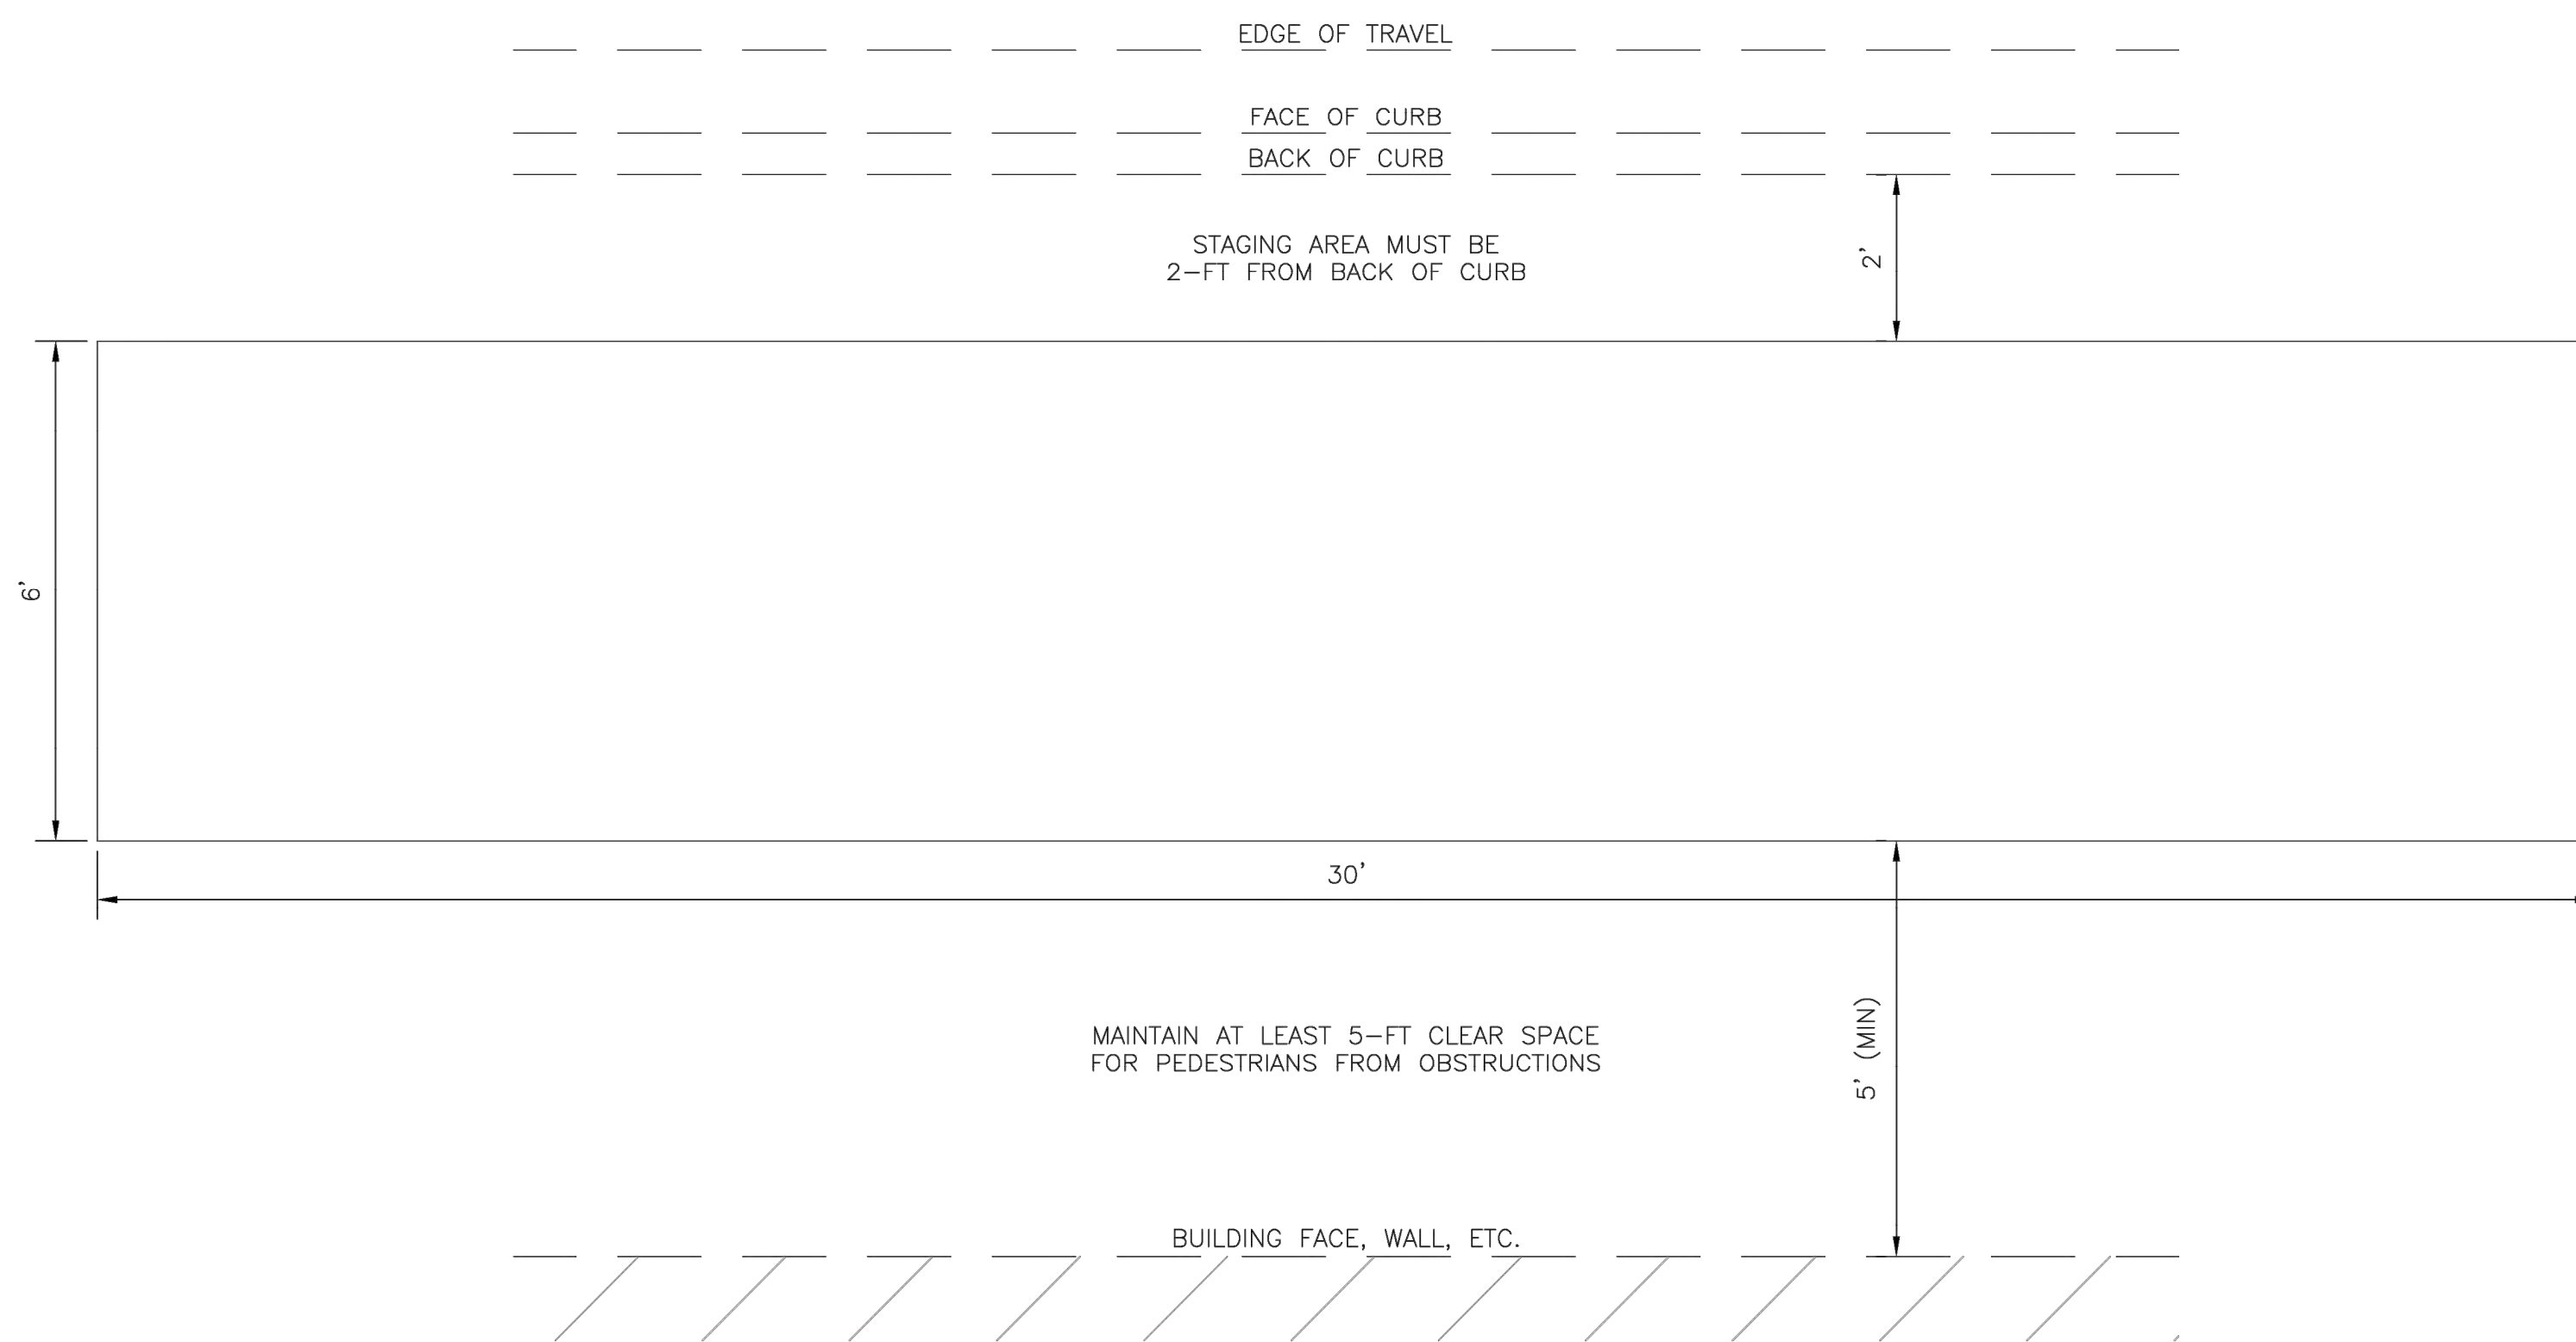 EDGE OF TRAVEL
FACE OF CURB
BACK OF CURB
STAGING AREA MUST BE
2-FT FROM BACK OF CURB
2'
6'
30'
MAINTAIN AT LEAST 5-FT CLEAR SPACE
FOR PEDESTRIANS FROM OBSTRUCTIONS
5' (MIN)
BUILDING FACE, WALL, ETC.